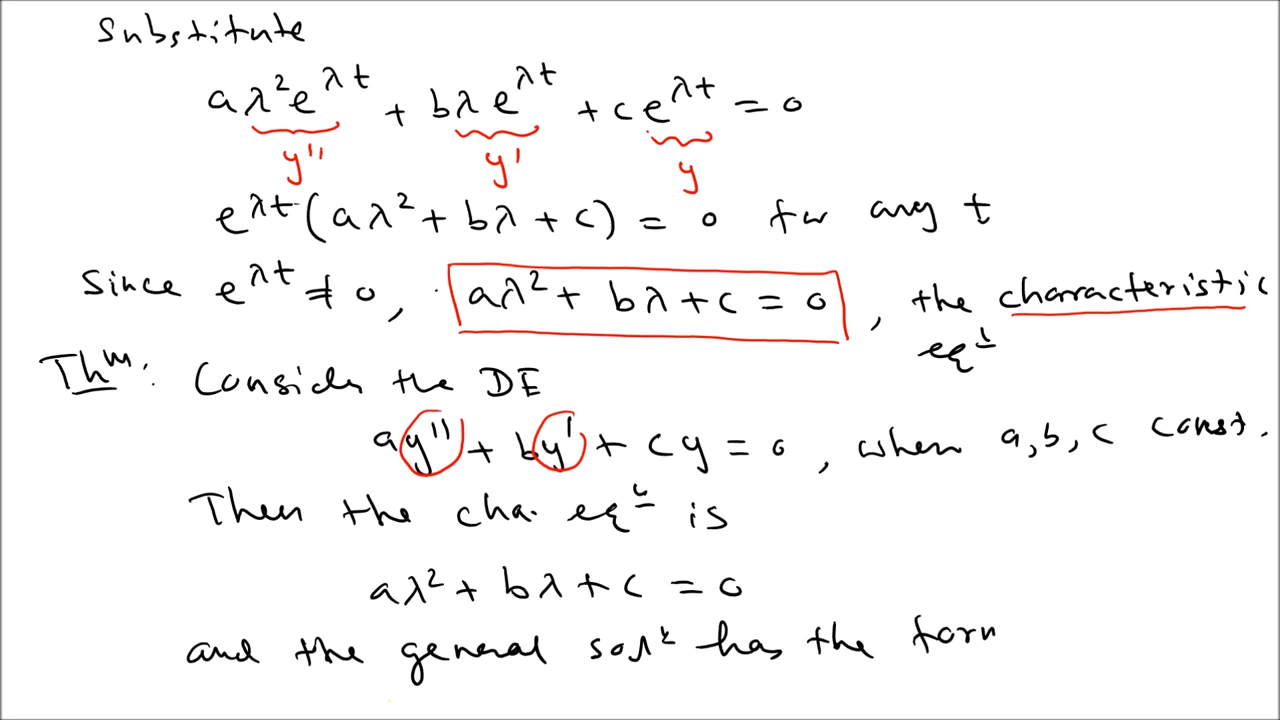 Substitute
aλ²e^{λt} + bλe^{λt} + ce^{λt} = 0
y'' y' y
e^{λt}(aλ² + bλ + c) = 0 for any t
Since e^{λt} ≠ 0, aλ² + bλ + c = 0, the characteristic
eqⁿ
Thᵐ: Consider the DE
ay'' + by' + cy = 0, when a, b, c const.
Then the cha. eqⁿ is
aλ² + bλ + c = 0
and the general solⁿ has the form